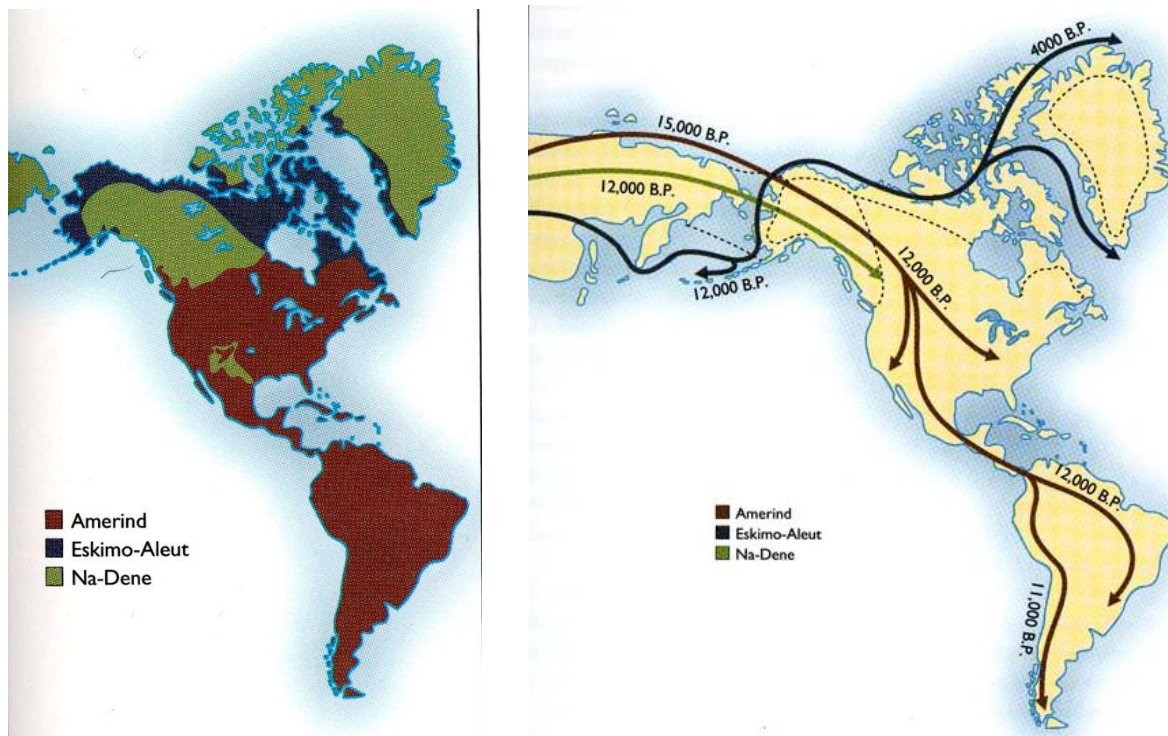 Amerind
Eskimo-Aleut
Na-Dene
4000 B.P.
15,000 B.P.
12,000 B.P.
12,000 B.P.
12,000 B.P.
12,000 B.P.
11,000 B.P.
Amerind
Eskimo-Aleut
Na-Dene